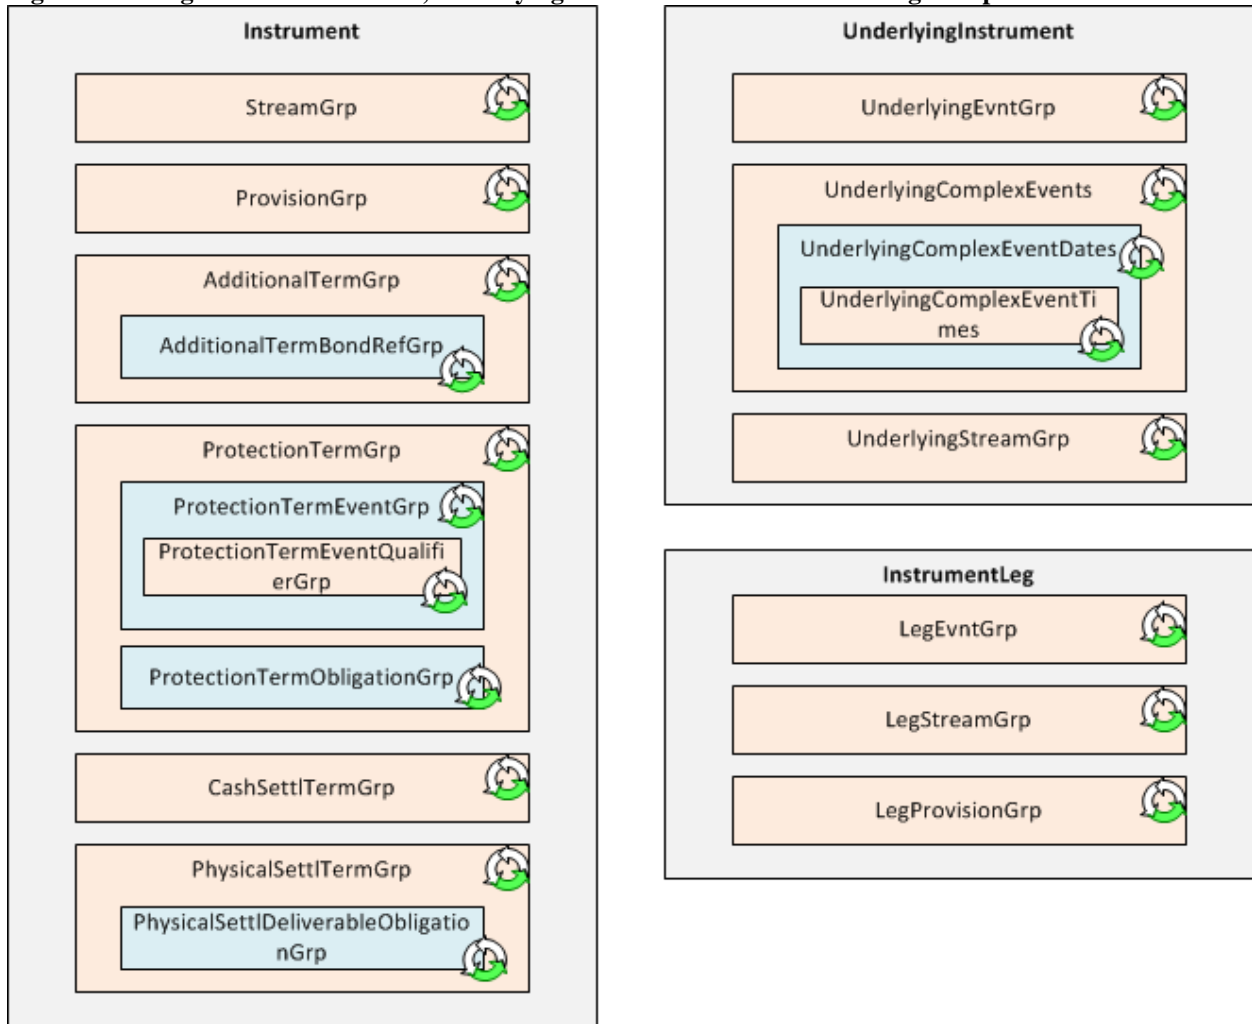 Instrument
StreamGrp
ProvisionGrp
AdditionalTermGrp
AdditionalTermBondRefGrp
ProtectionTermGrp
ProtectionTermEventGrp
ProtectionTermEventQualifi
erGrp
ProtectionTermObligationGrp
CashSettlTermGrp
PhysicalSettlTermGrp
PhysicalSettlDeliverableObligatio
nGrp
UnderlyingInstrument
UnderlyingEvntGrp
UnderlyingComplexEvents
UnderlyingComplexEventDates
UnderlyingComplexEventTi
mes
UnderlyingStreamGrp
InstrumentLeg
LegEvntGrp
LegStreamGrp
LegProvisionGrp